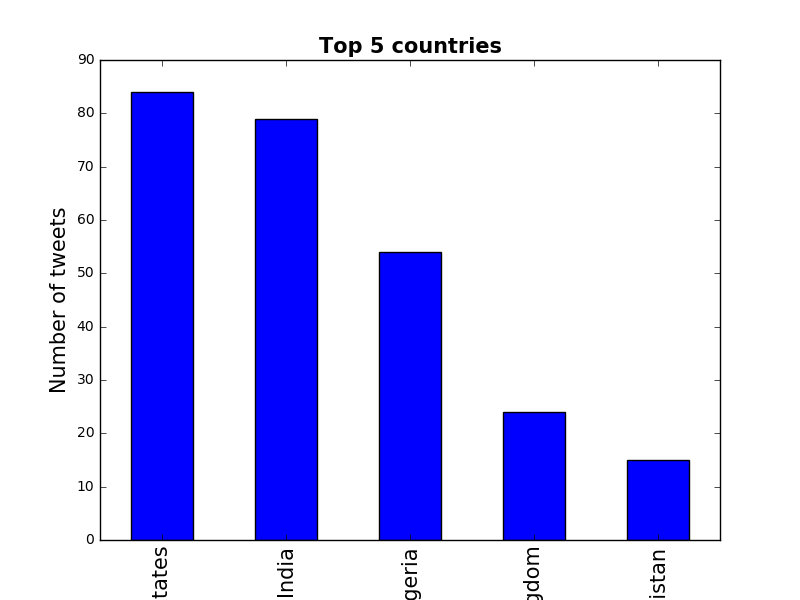 Top 5 countries
Number of tweets
90
80
70
60
50
40
30
20
10
0
tates
India
geria
gdom
istan